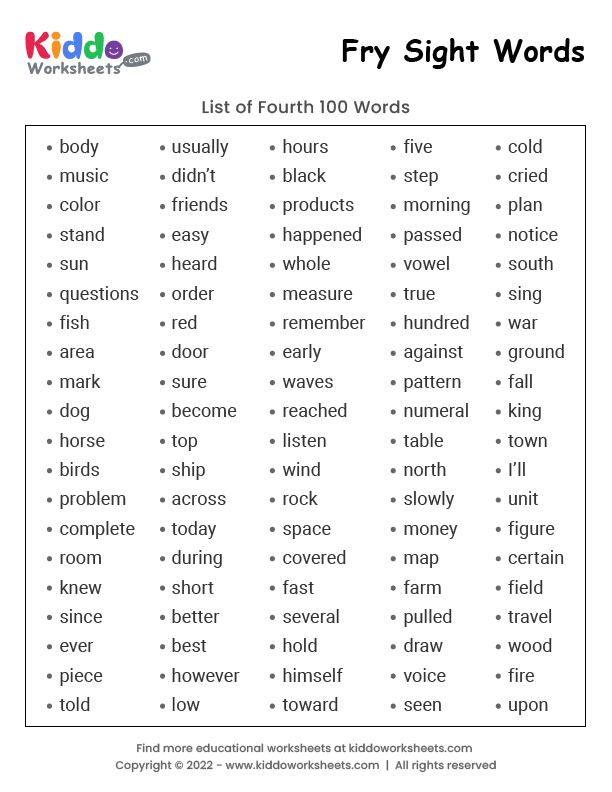 Kiddo
Worksheets.com
Fry Sight Words
List of Fourth 100 Words
• body • usually • hours • five • cold
• music • didn’t • black • step • cried
• color • friends • products • morning • plan
• stand • easy • happened • passed • notice
• sun • heard • whole • vowel • south
• questions • order • measure • true • sing
• fish • red • remember • hundred • war
• area • door • early • against • ground
• mark • sure • waves • pattern • fall
• dog • become • reached • numeral • king
• horse • top • listen • table • town
• birds • ship • wind • north • I’ll
• problem • across • rock • slowly • unit
• complete • today • space • money • figure
• room • during • covered • map • certain
• knew • short • fast • farm • field
• since • better • several • pulled • travel
• ever • best • hold • draw • wood
• piece • however • himself • voice • fire
• told • low • toward • seen • upon
Find more educational worksheets at kiddoworksheets.com
Copyright © 2022 - www.kiddoworksheets.com | All rights reserved